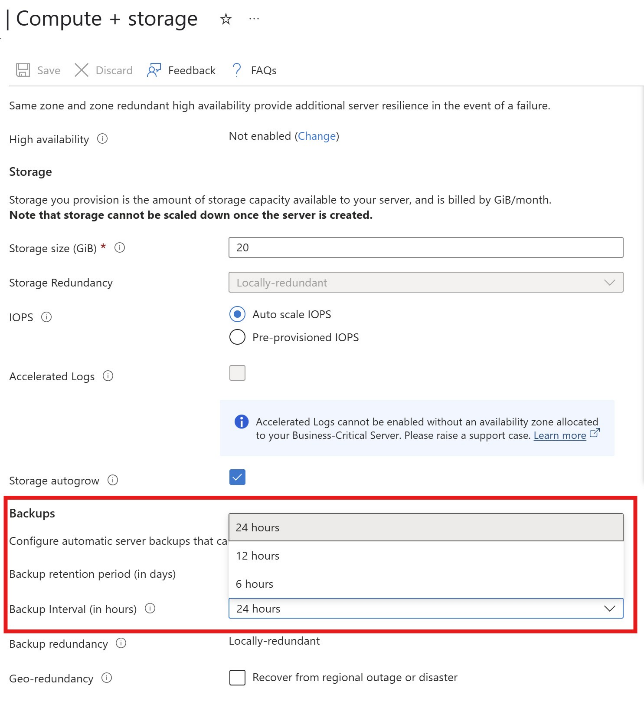 | Compute + storage
Save Discard Feedback FAQs
Same zone and zone redundant high availability provide additional server resilience in the event of a failure.
High availability Not enabled (Change)
Storage
Storage you provision is the amount of storage capacity available to your server, and is billed by GiB/month.
Note that storage cannot be scaled down once the server is created.
Storage size (GiB) * 20
Storage Redundancy Locally-redundant
IOPS Auto scale IOPS
Pre-provisioned IOPS
Accelerated Logs
Accelerated Logs cannot be enabled without an availability zone allocated
to your Business-Critical Server. Please raise a support case. Learn more
Storage autogrow
Backups
24 hours
Configure automatic server backups that ca
12 hours
Backup retention period (in days)
6 hours
Backup Interval (in hours) 24 hours
Backup redundancy Locally-redundant
Geo-redundancy Recover from regional outage or disaster